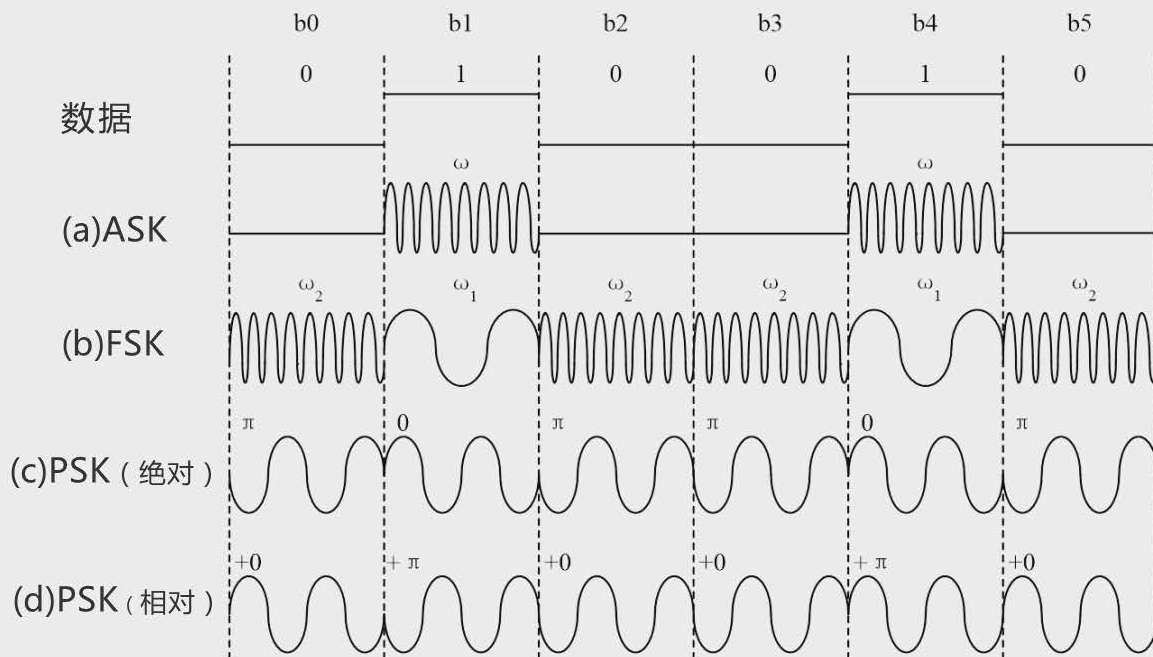 b0 b1 b2 b3 b4 b5
0 1 0 0 1 0
数据
ω ω
(a)ASK
ω₂ ω₁ ω₂ ω₂ ω₁ ω₂
(b)FSK
π 0 π π 0 π
(c)PSK（绝对）
+0 +π +0 +0 +π +0
(d)PSK（相对）